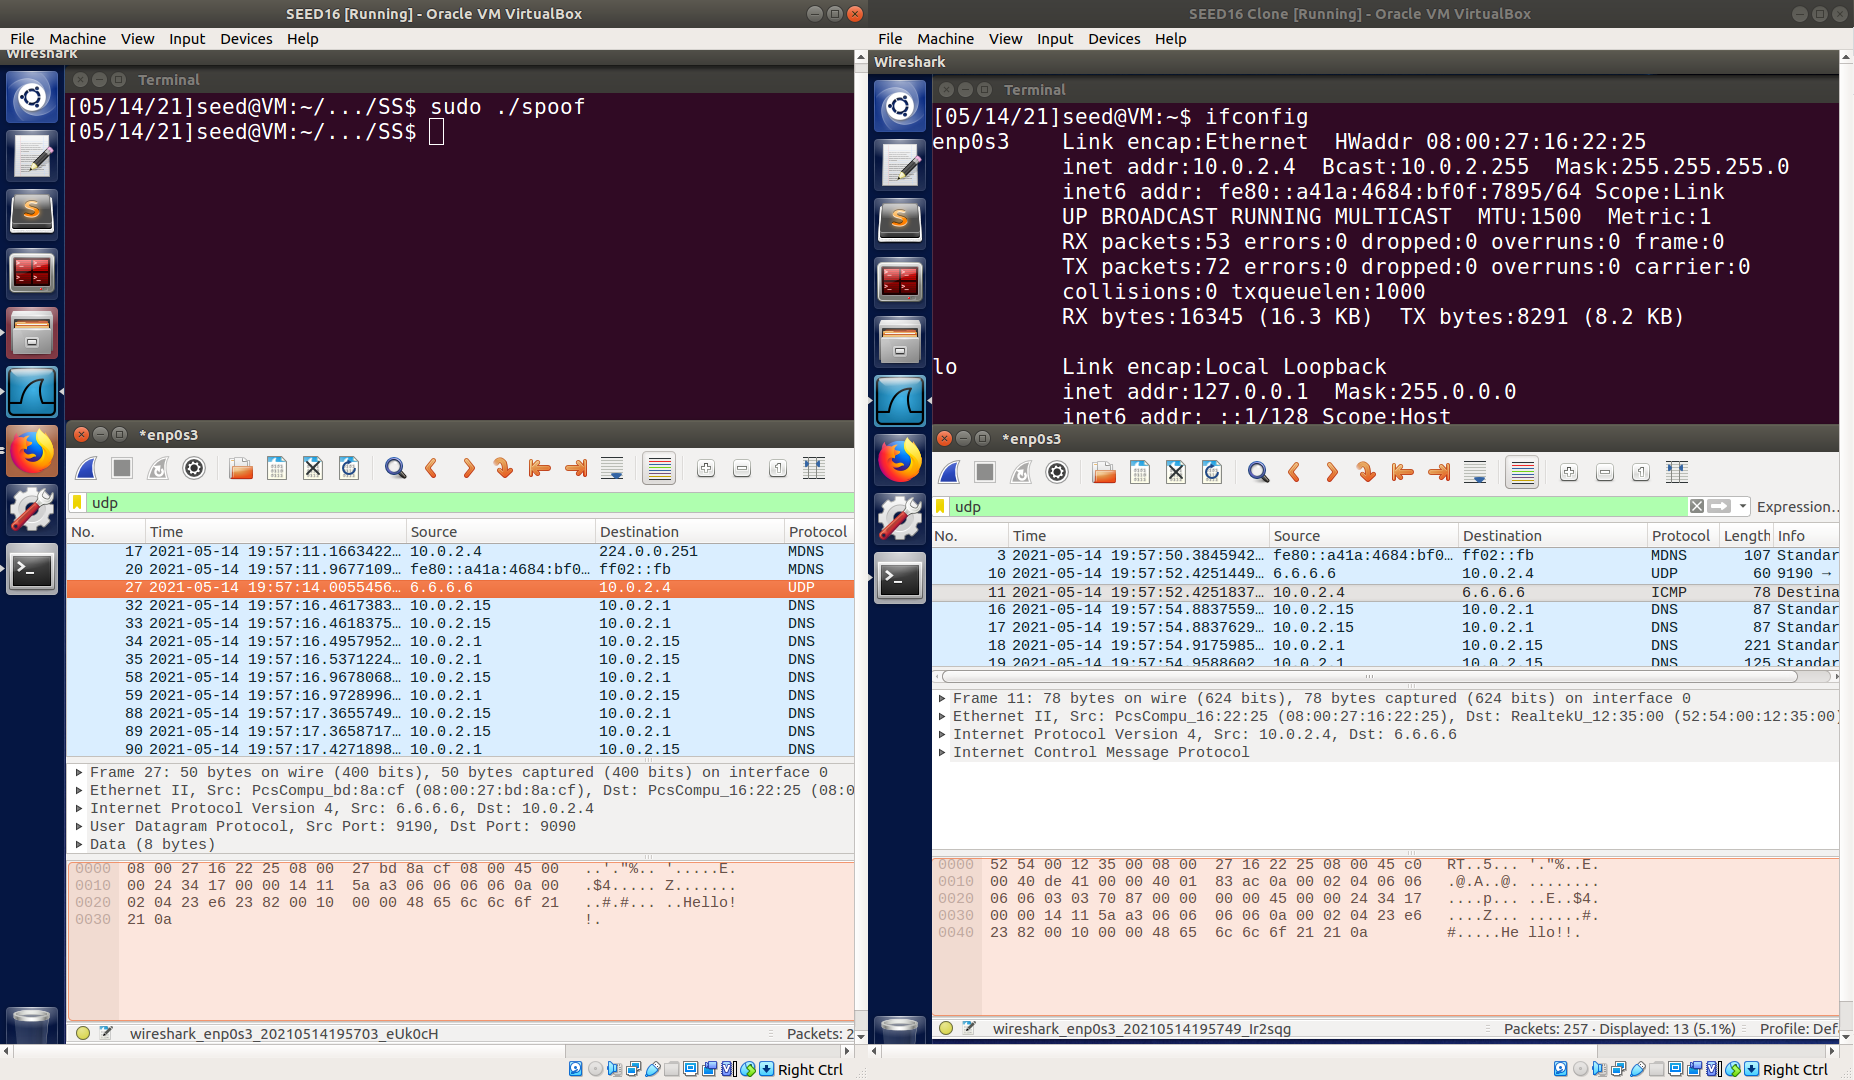 SEED16 [Running] - Oracle VM VirtualBox
File Machine View Input Devices Help
Wireshark
Terminal
[05/14/21]seed@VM:~/.../SS$ sudo ./spoof
[05/14/21]seed@VM:~/.../SS$
*enp0s3
udp
No. Time Source Destination Protocol
17 2021-05-14 19:57:11.1663422… 10.0.2.4 224.0.0.251 MDNS
20 2021-05-14 19:57:11.9677109… fe80::a41a:4684:bf0… ff02::fb MDNS
27 2021-05-14 19:57:14.0055456… 6.6.6.6 10.0.2.4 UDP
32 2021-05-14 19:57:16.4617383… 10.0.2.15 10.0.2.1 DNS
33 2021-05-14 19:57:16.4618375… 10.0.2.15 10.0.2.1 DNS
34 2021-05-14 19:57:16.4957952… 10.0.2.1 10.0.2.15 DNS
35 2021-05-14 19:57:16.5371224… 10.0.2.1 10.0.2.15 DNS
58 2021-05-14 19:57:16.9678068… 10.0.2.15 10.0.2.1 DNS
59 2021-05-14 19:57:16.9728996… 10.0.2.1 10.0.2.15 DNS
88 2021-05-14 19:57:17.3655749… 10.0.2.15 10.0.2.1 DNS
89 2021-05-14 19:57:17.3658717… 10.0.2.15 10.0.2.1 DNS
90 2021-05-14 19:57:17.4271898… 10.0.2.1 10.0.2.15 DNS
Frame 27: 50 bytes on wire (400 bits), 50 bytes captured (400 bits) on interface 0
Ethernet II, Src: PcsCompu_bd:8a:cf (08:00:27:bd:8a:cf), Dst: PcsCompu_16:22:25 (08:0
Internet Protocol Version 4, Src: 6.6.6.6, Dst: 10.0.2.4
User Datagram Protocol, Src Port: 9190, Dst Port: 9090
Data (8 bytes)
0000 08 00 27 16 22 25 08 00 27 bd 8a cf 08 00 45 00 ..'."%.. '.....E.
0010 00 24 34 17 00 00 14 11 5a a3 06 06 06 06 0a 00 .$4..... Z.......
0020 02 04 23 e6 23 82 00 10 00 00 48 65 6c 6c 6f 21 ..#.#... ..Hello!
0030 21 0a !.
wireshark_enp0s3_20210514195703_eUk0cH Packets: 2
Right Ctrl
SEED16 Clone [Running] - Oracle VM VirtualBox
File Machine View Input Devices Help
Wireshark
Terminal
[05/14/21]seed@VM:~$ ifconfig
enp0s3 Link encap:Ethernet HWaddr 08:00:27:16:22:25
inet addr:10.0.2.4 Bcast:10.0.2.255 Mask:255.255.255.0
inet6 addr: fe80::a41a:4684:bf0f:7895/64 Scope:Link
UP BROADCAST RUNNING MULTICAST MTU:1500 Metric:1
RX packets:53 errors:0 dropped:0 overruns:0 frame:0
TX packets:72 errors:0 dropped:0 overruns:0 carrier:0
collisions:0 txqueuelen:1000
RX bytes:16345 (16.3 KB) TX bytes:8291 (8.2 KB)
lo Link encap:Local Loopback
inet addr:127.0.0.1 Mask:255.0.0.0
inet6 addr: ::1/128 Scope:Host
*enp0s3
udp Expression…
No. Time Source Destination Protocol Length Info
3 2021-05-14 19:57:50.3845942… fe80::a41a:4684:bf0… ff02::fb MDNS 107 Standar
10 2021-05-14 19:57:52.4251449… 6.6.6.6 10.0.2.4 UDP 60 9190 →
11 2021-05-14 19:57:52.4251837… 10.0.2.4 6.6.6.6 ICMP 78 Destina
16 2021-05-14 19:57:54.8837559… 10.0.2.15 10.0.2.1 DNS 87 Standar
17 2021-05-14 19:57:54.8837629… 10.0.2.15 10.0.2.1 DNS 87 Standar
18 2021-05-14 19:57:54.9175985… 10.0.2.1 10.0.2.15 DNS 221 Standar
19 2021-05-14 19:57:54.9588602 10.0.2.1 10.0.2.15 DNS 125 Standar
Frame 11: 78 bytes on wire (624 bits), 78 bytes captured (624 bits) on interface 0
Ethernet II, Src: PcsCompu_16:22:25 (08:00:27:16:22:25), Dst: RealtekU_12:35:00 (52:54:00:12:35:00)
Internet Protocol Version 4, Src: 10.0.2.4, Dst: 6.6.6.6
Internet Control Message Protocol
0000 52 54 00 12 35 00 08 00 27 16 22 25 08 00 45 c0 RT..5... '."%..E.
0010 00 40 de 41 00 00 40 01 83 ac 0a 00 02 04 06 06 .@.A..@. ........
0020 06 06 03 03 70 87 00 00 00 00 45 00 00 24 34 17 ....p... ..E..$4.
0030 00 00 14 11 5a a3 06 06 06 06 0a 00 02 04 23 e6 ....Z... ......#.
0040 23 82 00 10 00 00 48 65 6c 6c 6f 21 21 0a #.....He llo!!.
wireshark_enp0s3_20210514195749_Ir2sqg Packets: 257 · Displayed: 13 (5.1%) Profile: Def
Right Ctrl